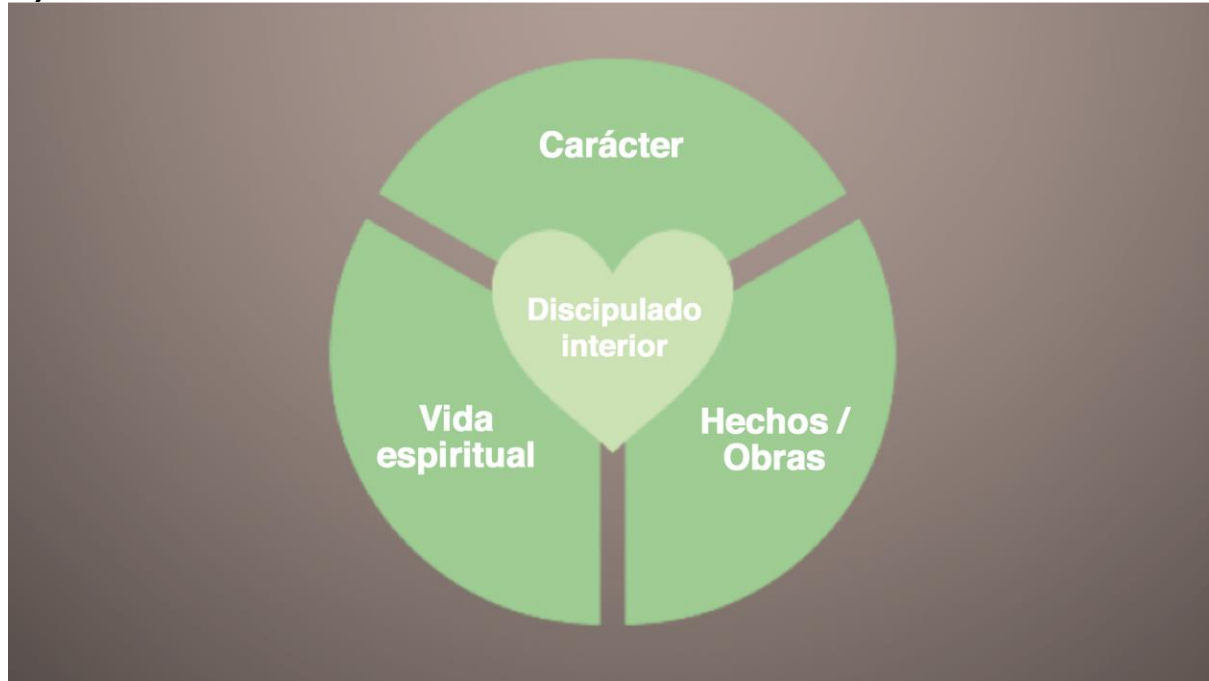 Carácter
Discipulado
interior
Vida
espiritual
Hechos /
Obras